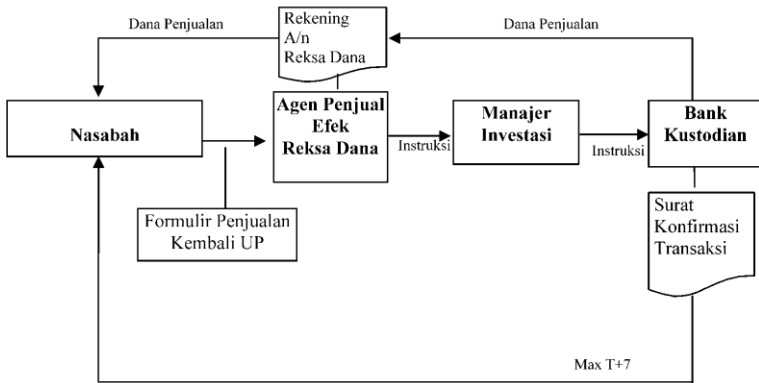 Dana Penjualan
Rekening
A/n
Reksa Dana
Dana Penjualan
Nasabah
Agen Penjual
Efek
Reksa Dana
Instruksi
Manajer
Investasi
Instruksi
Bank
Kustodian
Formulir Penjualan
Kembali UP
Surat
Konfirmasi
Transaksi
Max T+7